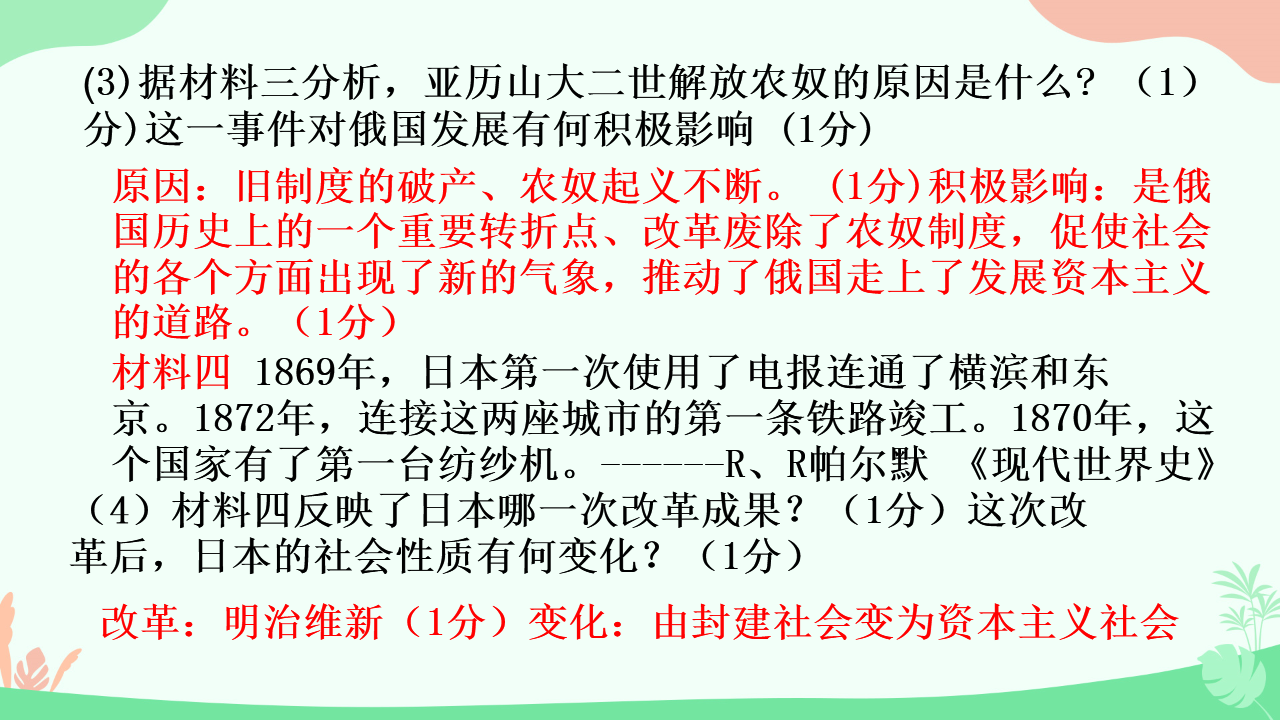 (3)据材料三分析，亚历山大二世解放农奴的原因是什么? （1）
分)这一事件对俄国发展有何积极影响 (1分)
原因：旧制度的破产、农奴起义不断。 (1分)积极影响：是俄
国历史上的一个重要转折点、改革废除了农奴制度，促使社会
的各个方面出现了新的气象，推动了俄国走上了发展资本主义
的道路。（1分）
材料四 1869年，日本第一次使用了电报连通了横滨和东
京。1872年，连接这两座城市的第一条铁路竣工。1870年，这
个国家有了第一台纺纱机。------R、R帕尔默 《现代世界史》
（4）材料四反映了日本哪一次改革成果？（1分）这次改
革后，日本的社会性质有何变化？（1分）
改革：明治维新（1分）变化：由封建社会变为资本主义社会